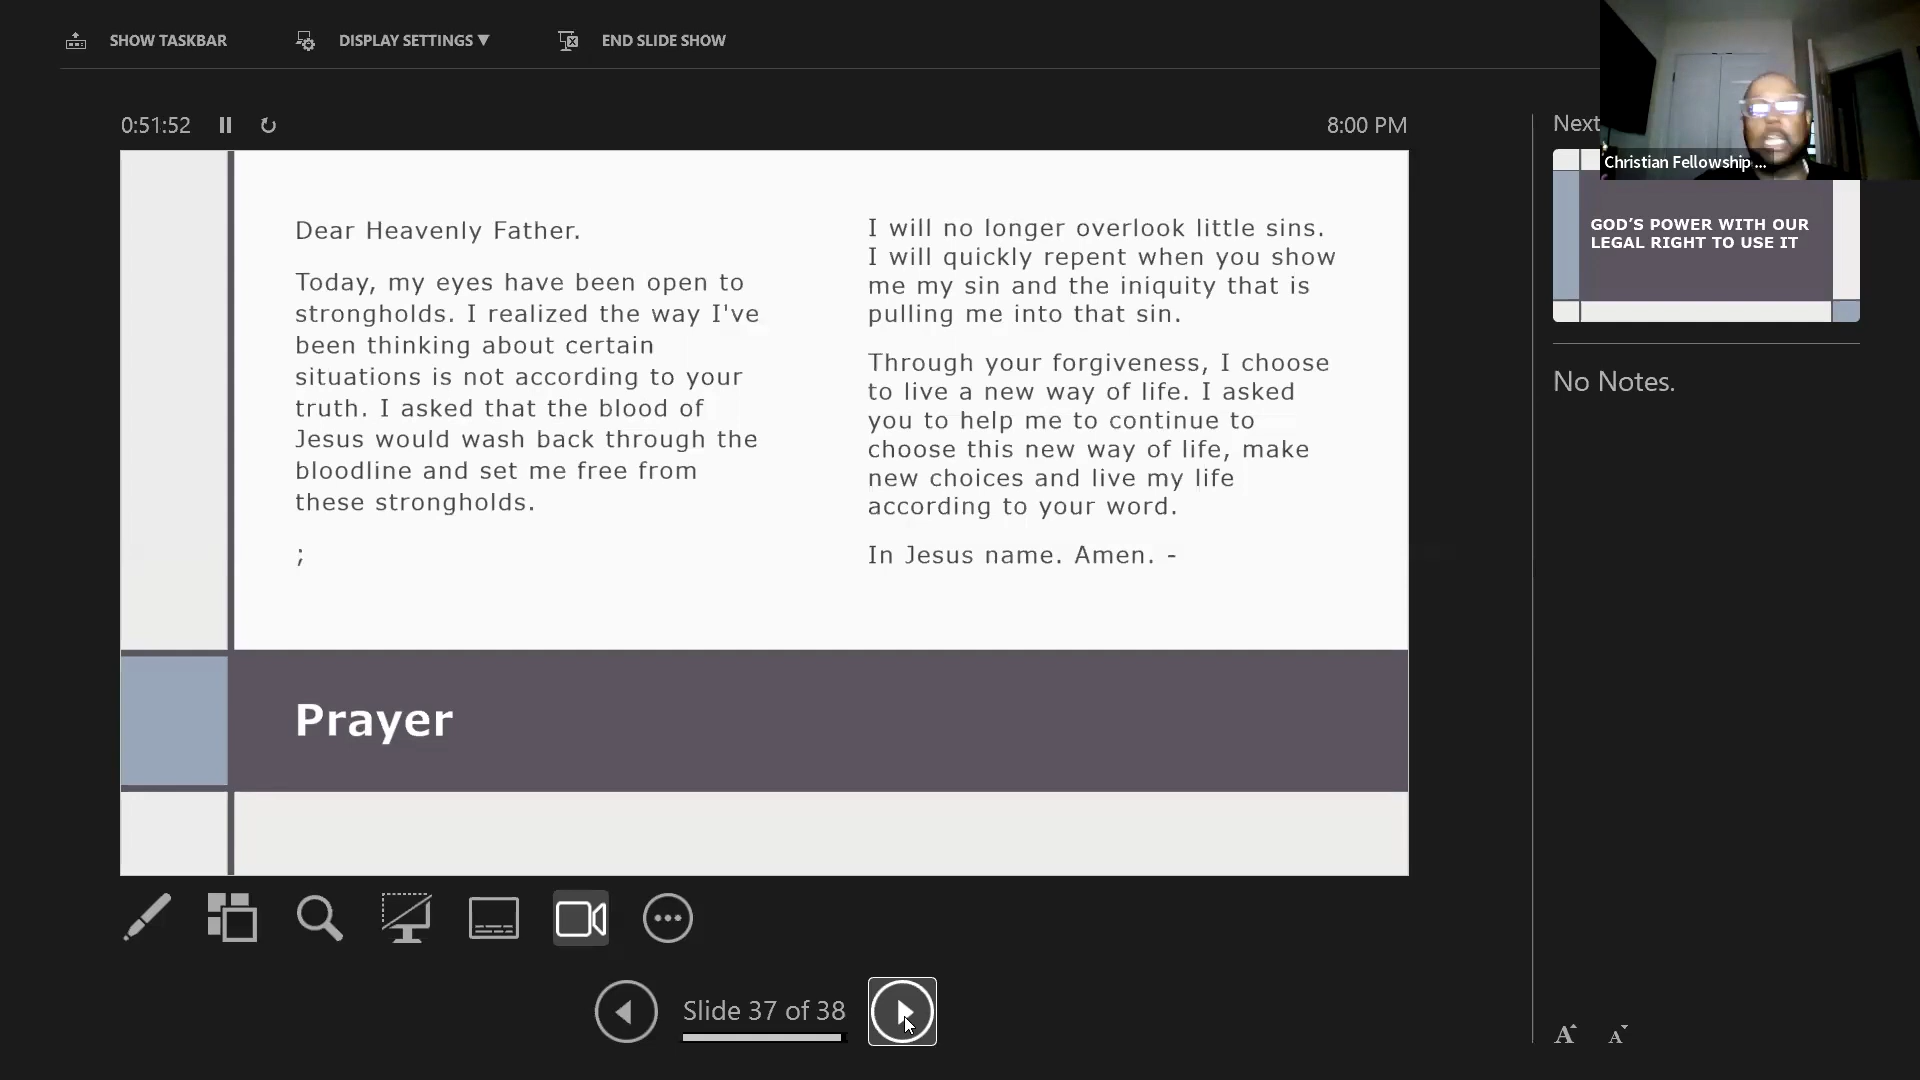 SHOW TASKBAR
DISPLAY SETTINGS ▼
END SLIDE SHOW
0:51:52
8:00 PM
Dear Heavenly Father.
Today, my eyes have been open to
strongholds. I realized the way I've
been thinking about certain
situations is not according to your
truth. I asked that the blood of
Jesus would wash back through the
bloodline and set me free from
these strongholds.
;
I will no longer overlook little sins.
I will quickly repent when you show
me my sin and the iniquity that is
pulling me into that sin.
Through your forgiveness, I choose
to live a new way of life. I asked
you to help me to continue to
choose this new way of life, make
new choices and live my life
according to your word.
In Jesus name. Amen. -
Prayer
Slide 37 of 38
Next
Christian Fellowship ...
GOD’S POWER WITH OUR
LEGAL RIGHT TO USE IT
No Notes.
A A